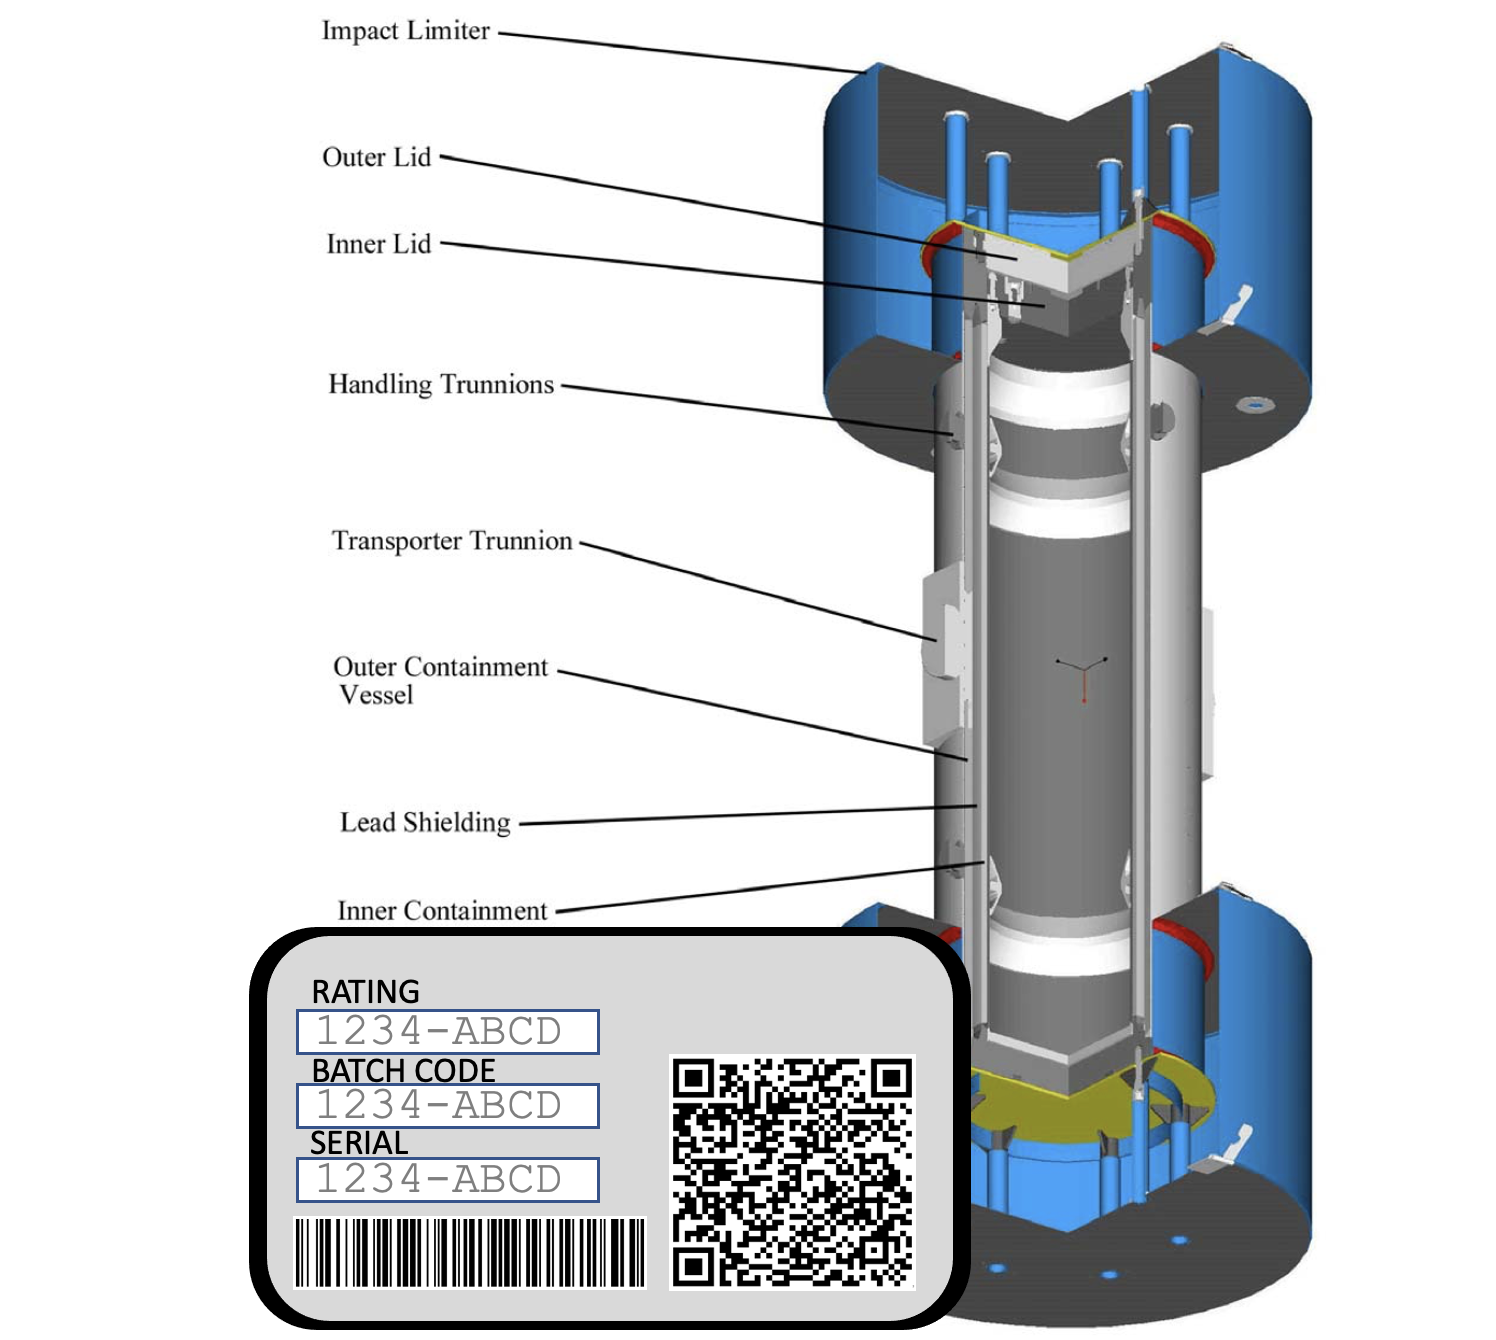 Impact Limiter
Outer Lid
Inner Lid
Handling Trunnions
Transporter Trunnion
Outer Containment
Vessel
Lead Shielding
Inner Containment
RATING
1234-ABCD
BATCH CODE
1234-ABCD
SERIAL
1234-ABCD